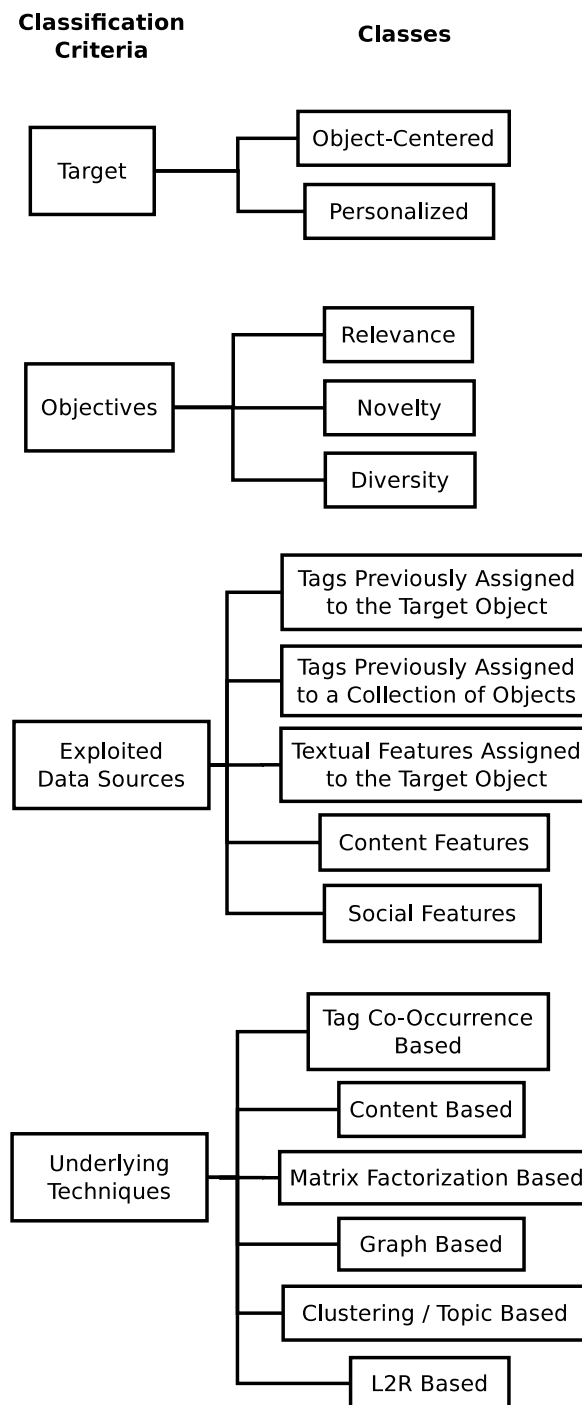 Classification
Criteria
Classes
Target
Object-Centered
Personalized
Objectives
Relevance
Novelty
Diversity
Exploited
Data Sources
Tags Previously Assigned
to the Target Object
Tags Previously Assigned
to a Collection of Objects
Textual Features Assigned
to the Target Object
Content Features
Social Features
Underlying
Techniques
Tag Co-Occurrence
Based
Content Based
Matrix Factorization Based
Graph Based
Clustering / Topic Based
L2R Based